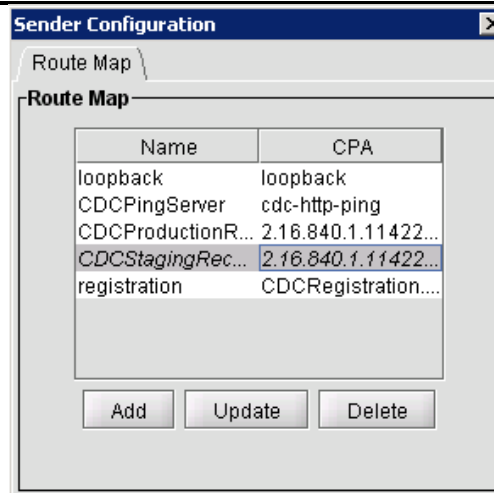 Sender Configuration
Route Map
Route Map
Name CPA
loopback loopback
CDCPingServer cdc-http-ping
CDCProductionR... 2.16.840.1.11422...
CDCStagingRec... 2.16.840.1.11422...
registration CDCRegistration....
Add Update Delete